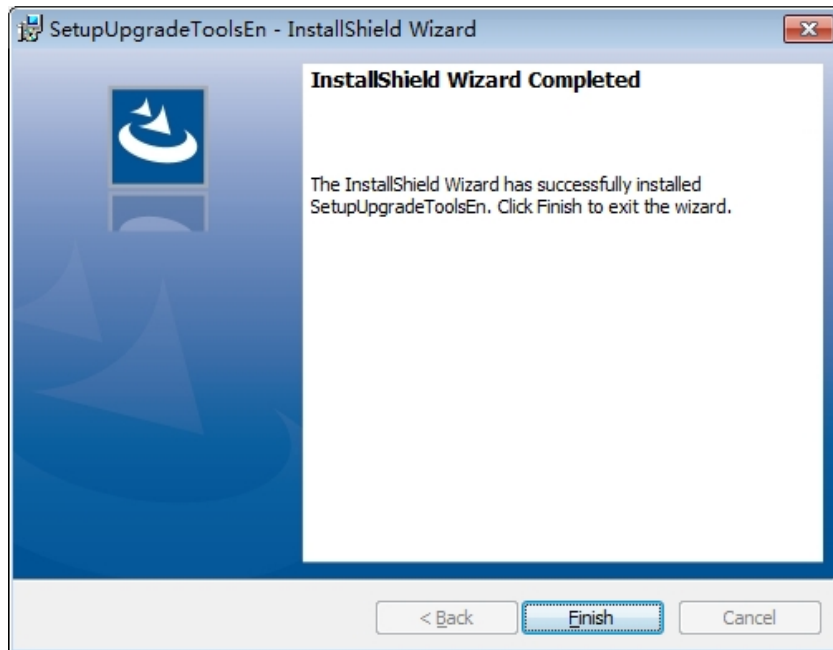 SetupUpgradeToolsEn - InstallShield Wizard
InstallShield Wizard Completed
The InstallShield Wizard has successfully installed
SetupUpgradeToolsEn. Click Finish to exit the wizard.
< Back
Finish
Cancel